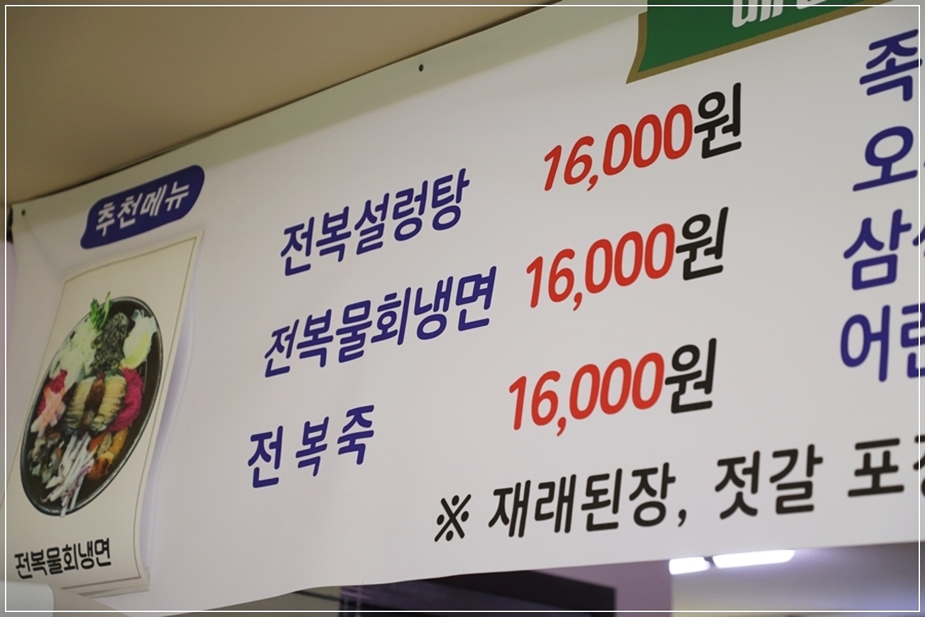 추천메뉴
전복설렁탕 16,000원
전복물회냉면 16,000원
전복죽 16,000원
※ 재래된장, 젓갈
전복물회냉면
족
삼